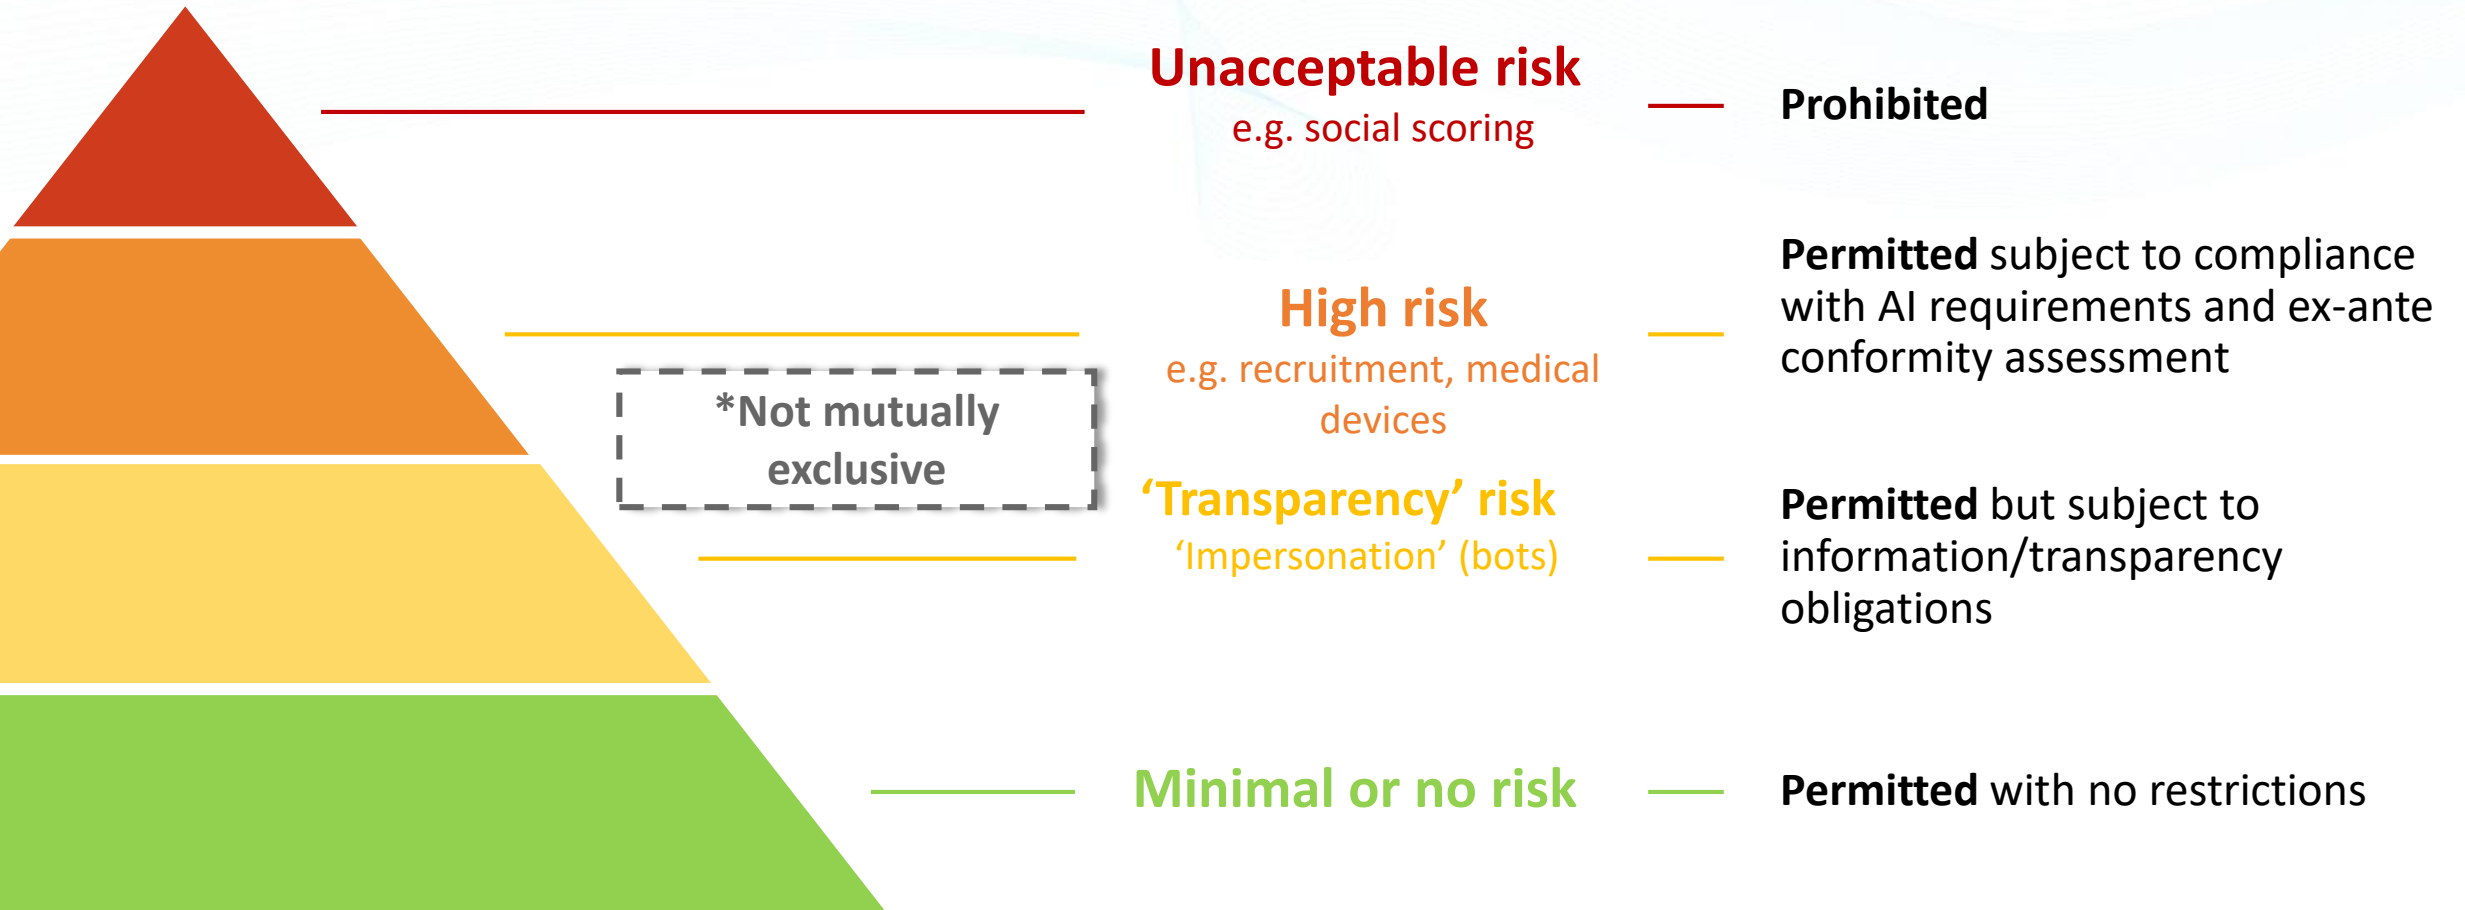 Unacceptable risk
e.g. social scoring
Prohibited
High risk
e.g. recruitment, medical
devices
Permitted subject to compliance
with AI requirements and ex-ante
conformity assessment
*Not mutually
exclusive
‘Transparency’ risk
‘Impersonation’ (bots)
Permitted but subject to
information/transparency
obligations
Minimal or no risk
Permitted with no restrictions